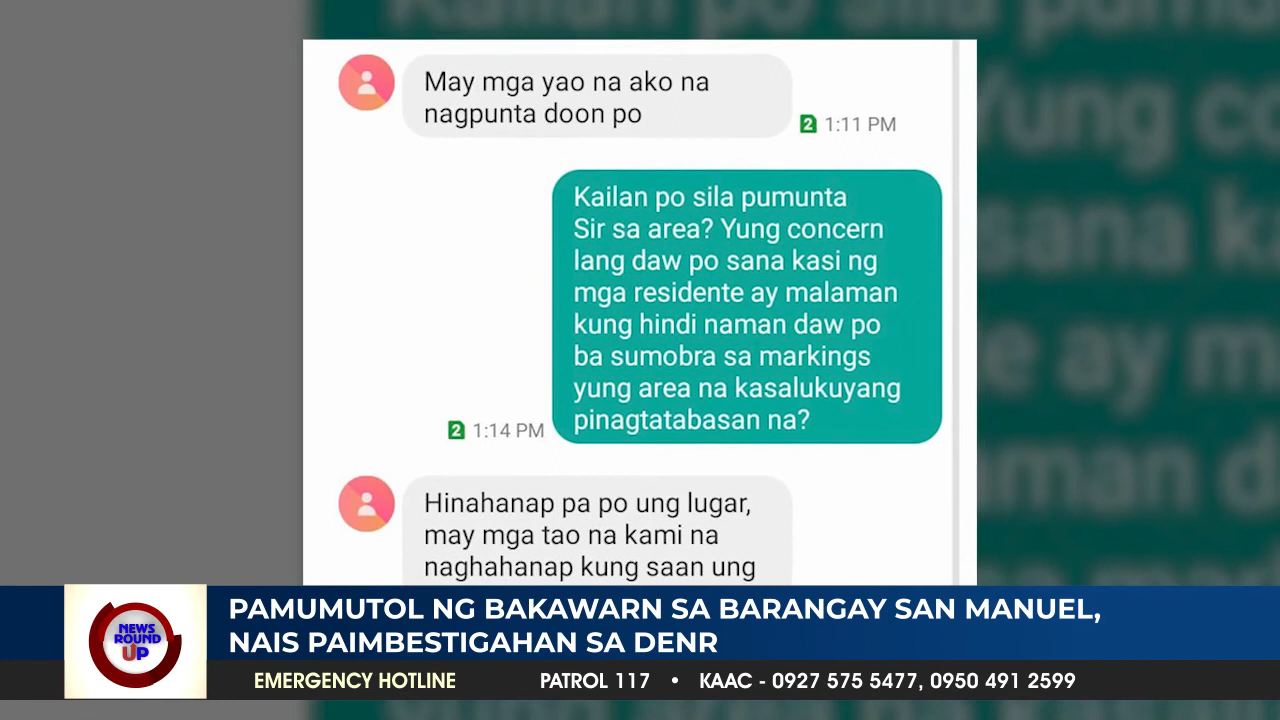 May mga yao na ako na
nagpunta doon po
2 1:11 PM
Kailan po sila pumunta
Sir sa area? Yung concern
lang daw po sana kasi ng
mga residente ay malaman
kung hindi naman daw po
ba sumobra sa markings
yung area na kasalukuyang
pinagtatabasan na?
2 1:14 PM
Hinahanap pa po ung lugar,
may mga tao na kami na
naghahanap kung saan ung
NEWS
ROUND
UP
PAMUMUTOL NG BAKAWARN SA BARANGAY SAN MANUEL,
NAIS PAIMBESTIGAHAN SA DENR
EMERGENCY HOTLINE PATROL 117 • KAAC - 0927 575 5477, 0950 491 2599